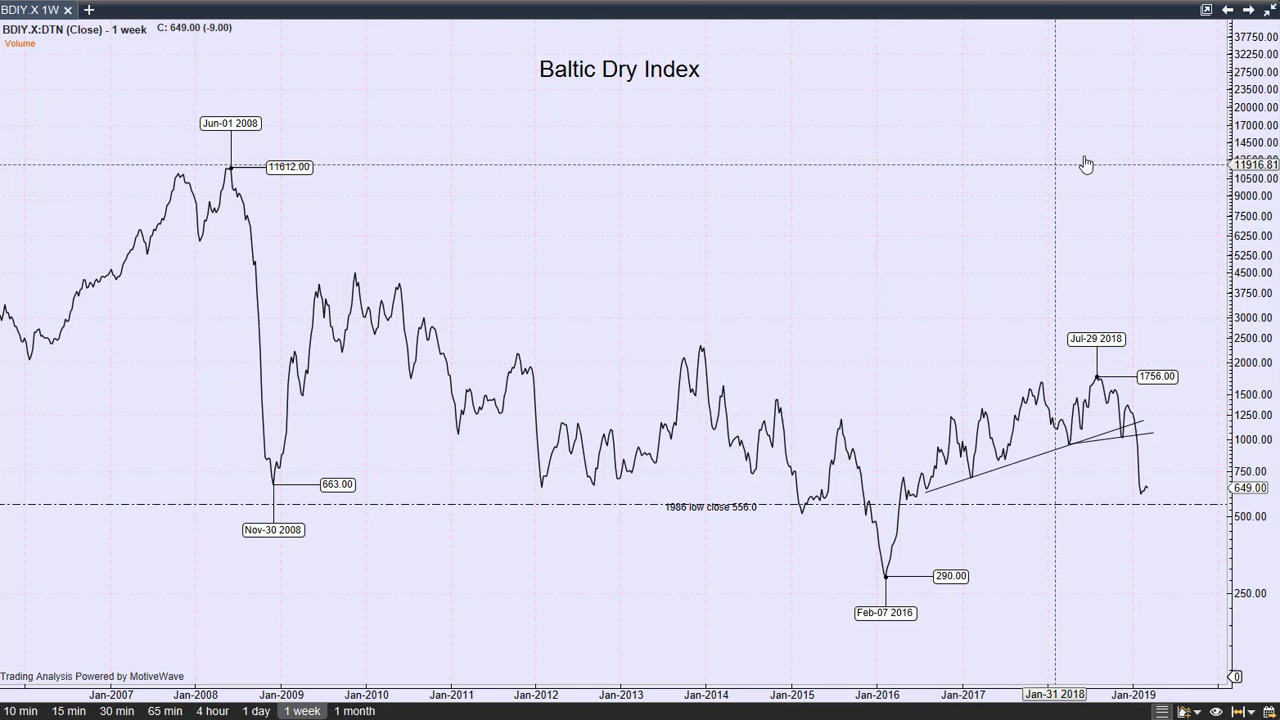 BDIY.X 1W
BDIY.X:DTN (Close) - 1 week C: 649.00 (-9.00)
Volume
Baltic Dry Index
Jun-01 2008
11612.00
Jul-29 2018
1756.00
663.00
Nov-30 2008
1986 low close 556.0
290.00
Feb-07 2016
37750.00
32250.00
27500.00
23500.00
20000.00
17000.00
14500.00
11916.81
10500.00
9000.00
7500.00
6250.00
5250.00
4500.00
3750.00
3000.00
2500.00
2000.00
1500.00
1250.00
1000.00
750.00
649.00
500.00
250.00
0
Trading Analysis Powered by MotiveWave
Jan-2007 Jan-2008 Jan-2009 Jan-2010 Jan-2011 Jan-2012 Jan-2013 Jan-2014 Jan-2015 Jan-2016 Jan-2017 Jan-31 2018 Jan-2019
10 min 15 min 30 min 65 min 4 hour 1 day 1 week 1 month